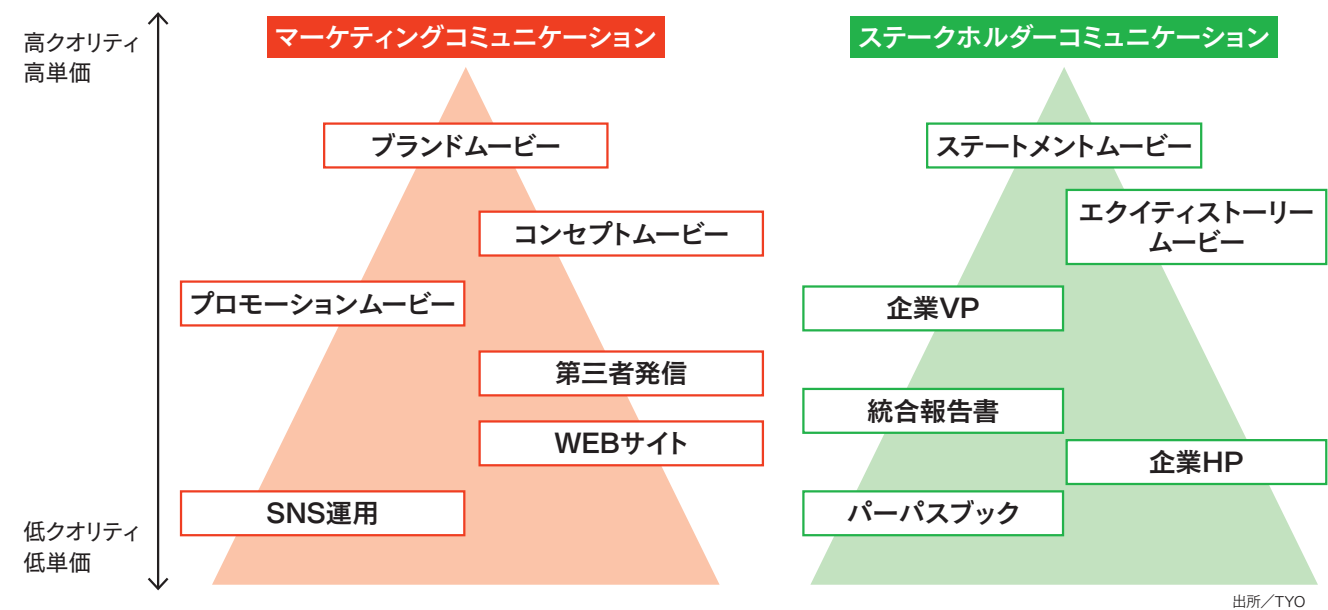 高クオリティ
高単価
マーケティングコミュニケーション
ブランドムービー
コンセプトムービー
プロモーションムービー
第三者発信
WEBサイト
SNS運用
ステークホルダーコミュニケーション
ステートメントムービー
エクイティストーリー
ムービー
企業VP
統合報告書
企業HP
パーパスブック
低クオリティ
低単価
出所／TYO